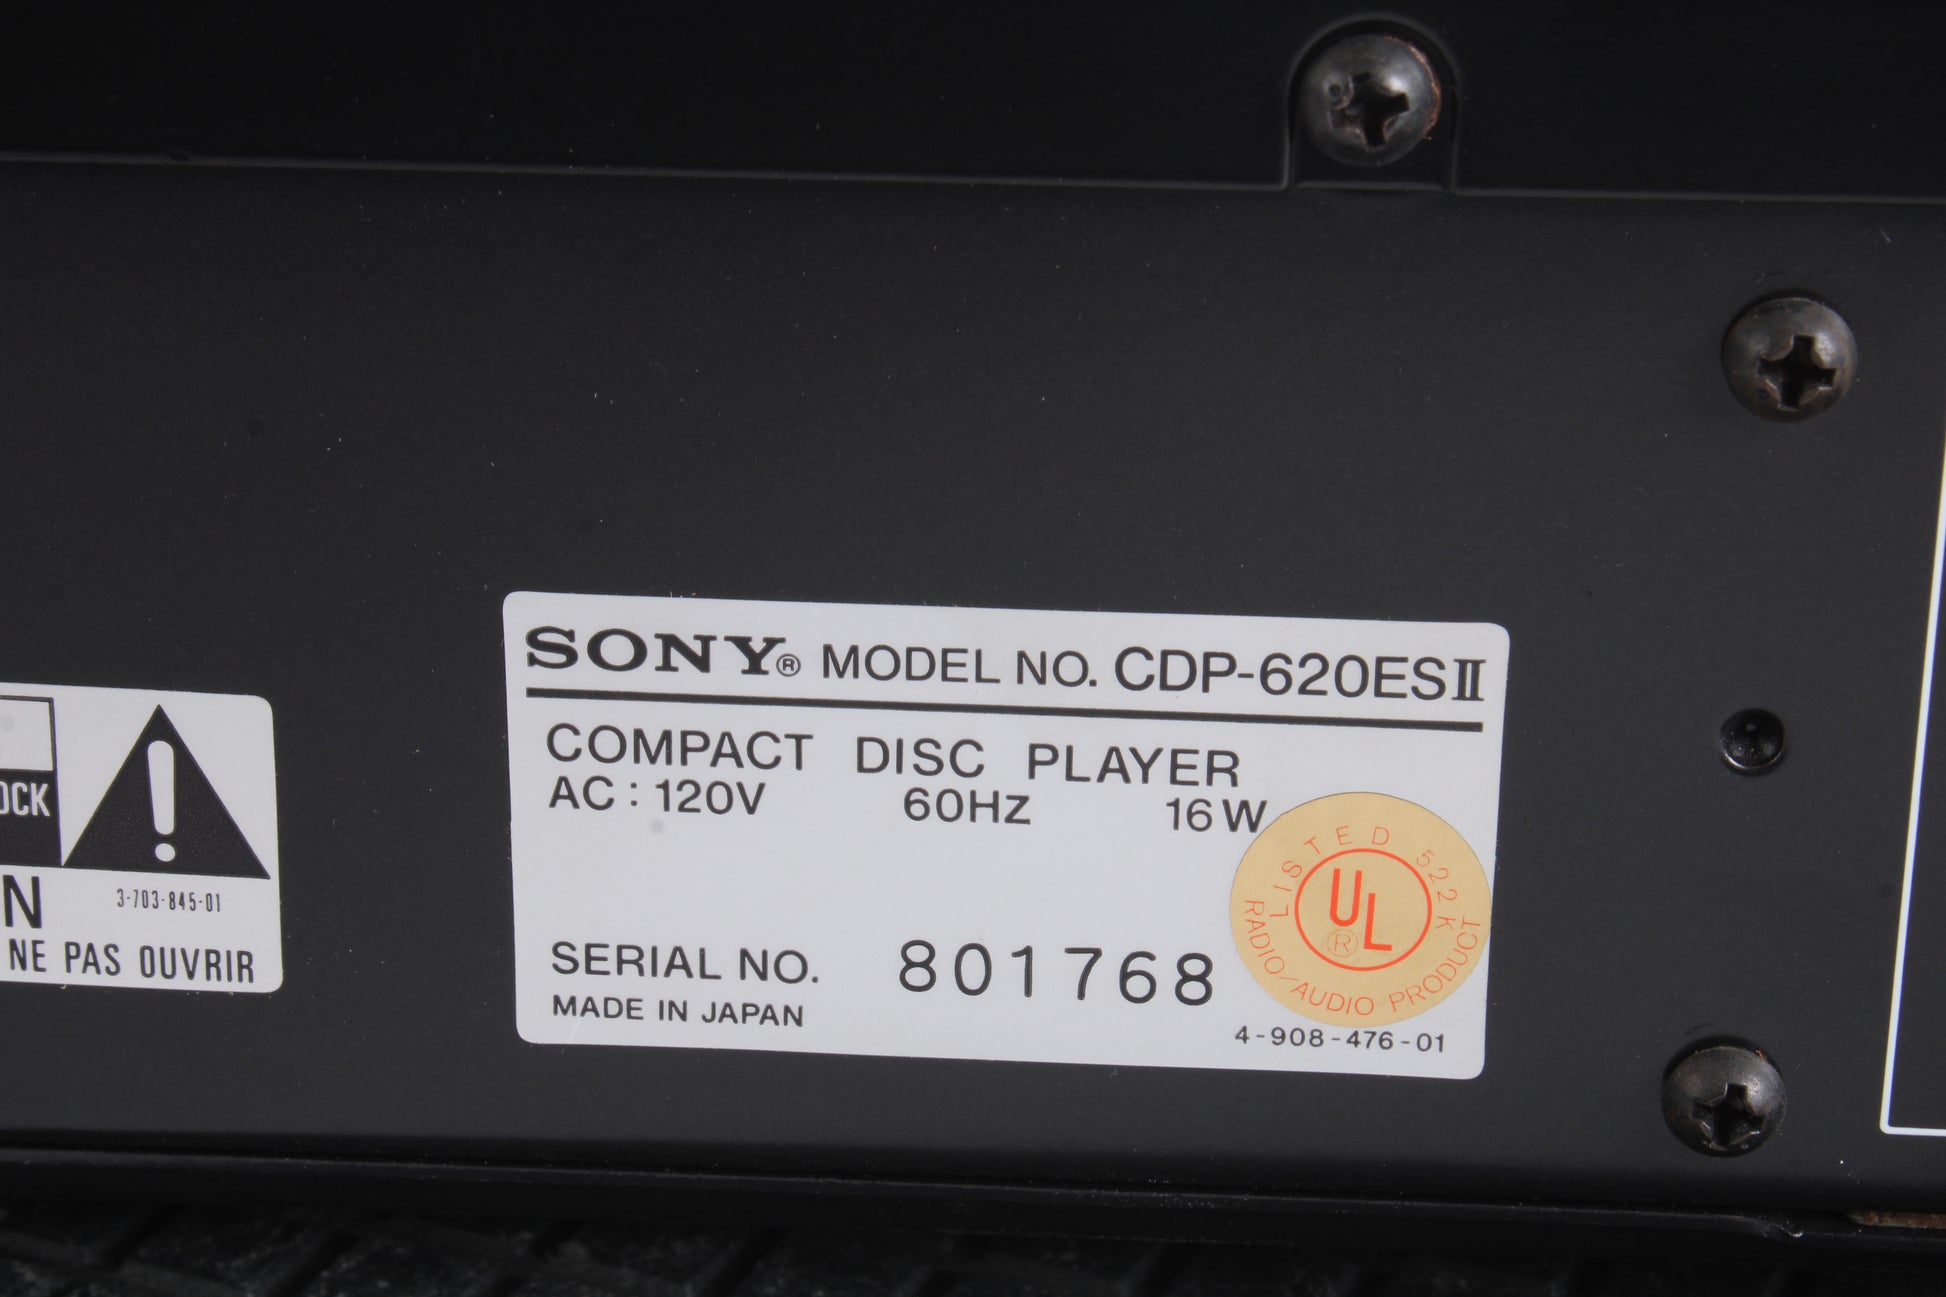 SONY® MODEL NO. CDP-620ESⅡ
COMPACT DISC PLAYER
AC : 120V 60Hz 16W
LISTED 522K
UL
®
RADIO/AUDIO PRODUCT
SERIAL NO. 801768
MADE IN JAPAN
4-908-476-01
3-703-845-01
NE PAS OUVRIR